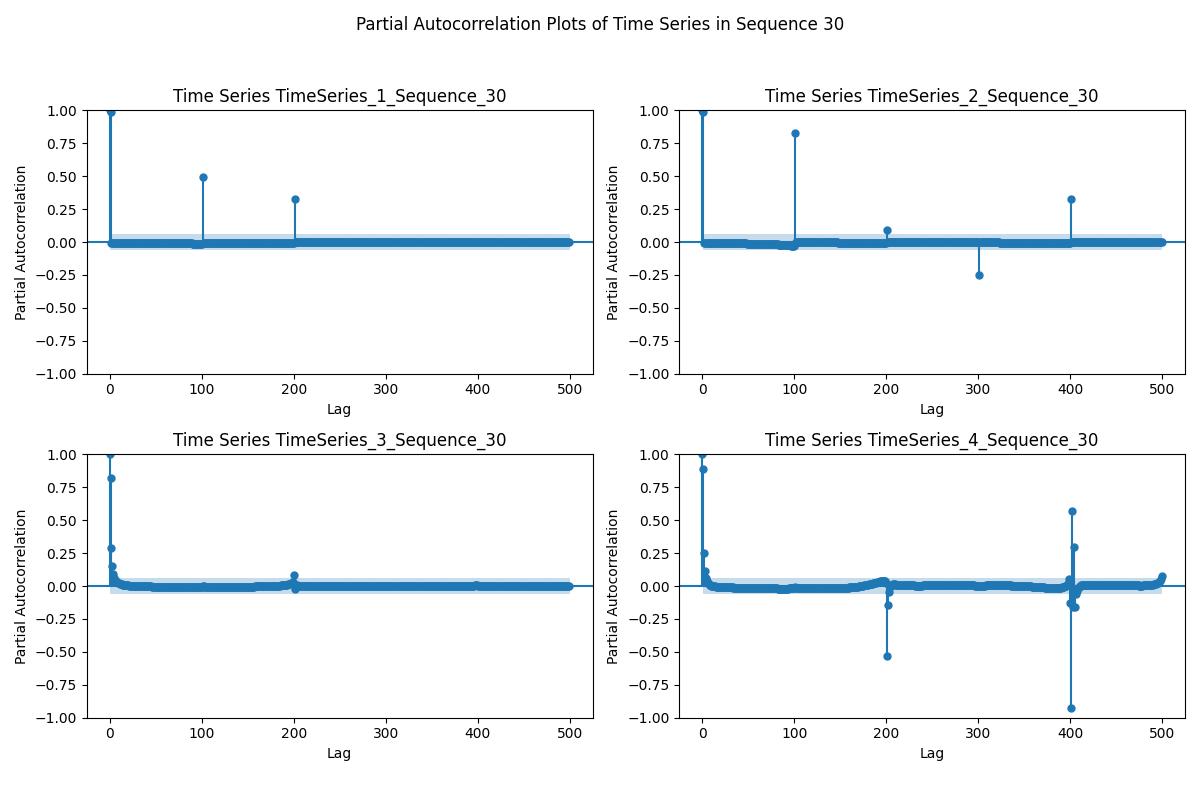 Partial Autocorrelation Plots of Time Series in Sequence 30
Time Series TimeSeries_1_Sequence_30
1.00
0.75
0.50
0.25
0.00
−0.25
−0.50
−0.75
−1.00
Partial Autocorrelation
0 100 200 300 400 500
Lag
Time Series TimeSeries_2_Sequence_30
1.00
0.75
0.50
0.25
0.00
−0.25
−0.50
−0.75
−1.00
Partial Autocorrelation
0 100 200 300 400 500
Lag
Time Series TimeSeries_3_Sequence_30
1.00
0.75
0.50
0.25
0.00
−0.25
−0.50
−0.75
−1.00
Partial Autocorrelation
0 100 200 300 400 500
Lag
Time Series TimeSeries_4_Sequence_30
1.00
0.75
0.50
0.25
0.00
−0.25
−0.50
−0.75
−1.00
Partial Autocorrelation
0 100 200 300 400 500
Lag